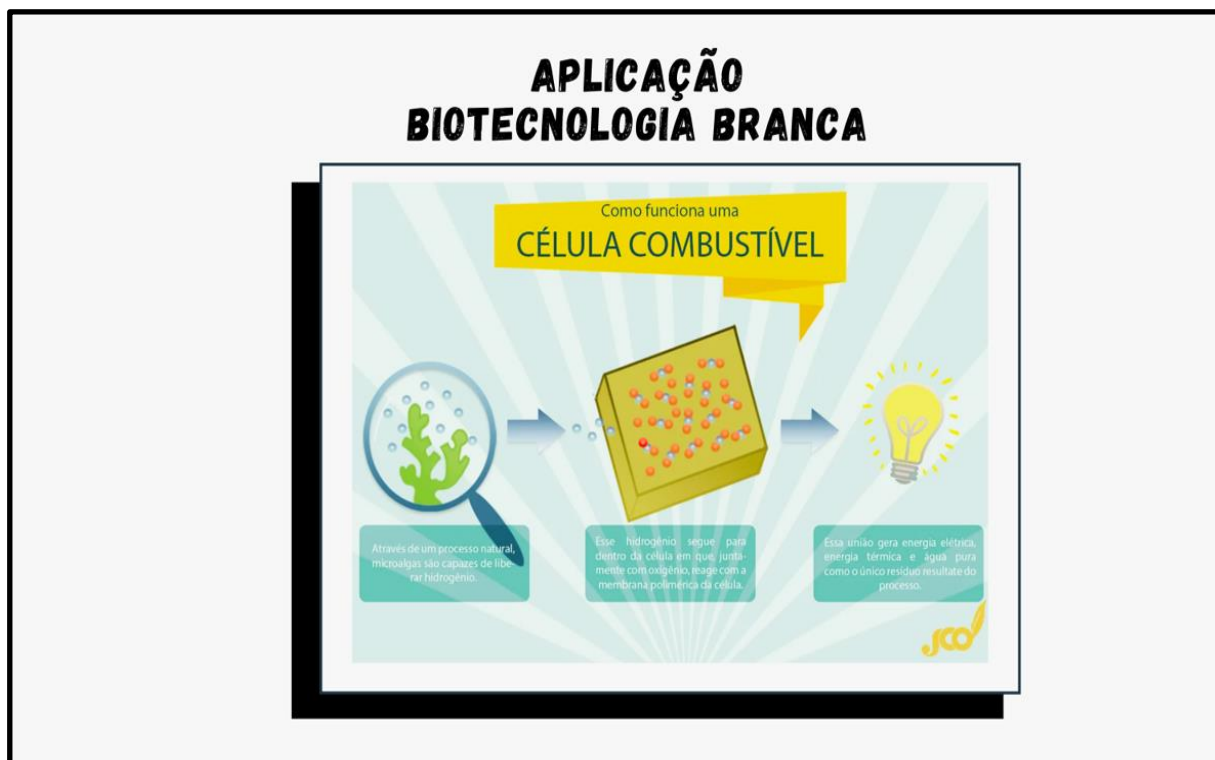 APLICAÇÃO
BIOTECNOLOGIA BRANCA
Como funciona uma
CÉLULA COMBUSTÍVEL
Através de um processo natural,
microalgas são capazes de libe-
rar hidrogênio.
Esse hidrogênio segue para
dentro da célula em que, junta-
mente com oxigênio, reage com a
membrana polimérica da célula.
Essa união gera energia elétrica,
energia térmica e água pura
como o único resíduo resultate do
processo.
JCO